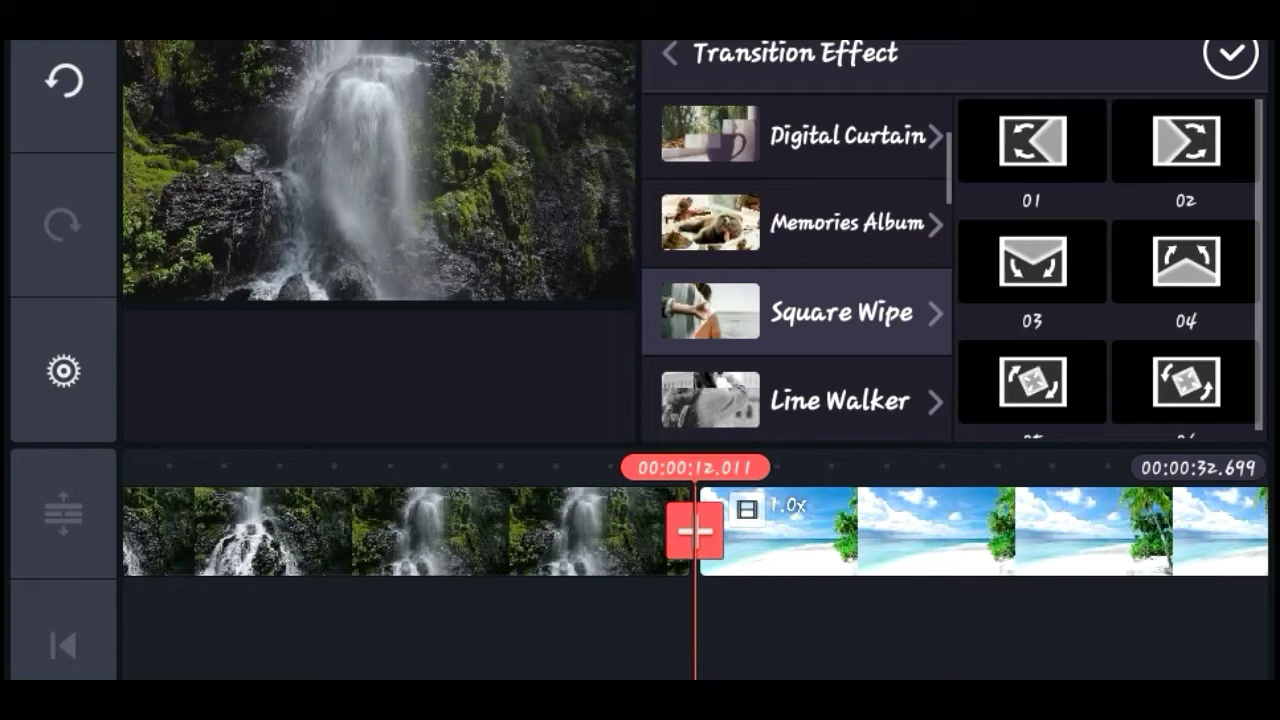 Transition Effect
Digital Curtain
Memories Album
Square Wipe
Line Walker
01
02
03
04
00:00:12.011
00:00:32.699
1.0x